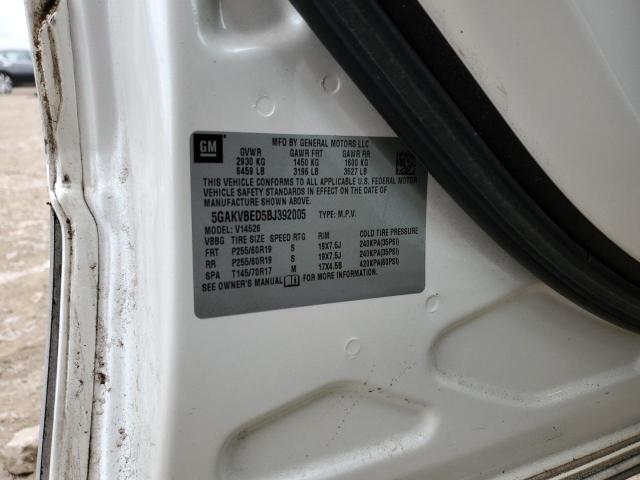 GM
MFD BY GENERAL MOTORS LLC
GVWR GAWR FRT GAWR RR
2930 KG 1450 KG 1600 KG
6459 LB 3196 LB 3527 LB
THIS VEHICLE CONFORMS TO ALL APPLICABLE U.S. FEDERAL MOTOR
VEHICLE SAFETY STANDARDS IN EFFECT ON THE DATE OF
MANUFACTURE SHOWN ABOVE.
5GAKVBED5BJ392005 TYPE: M.P.V.
MODEL: V14526
VBBG TIRE SIZE SPEED RTG RIM COLD TIRE PRESSURE
FRT P255/60R19 S 19X7.5J 240KPA(35PSI)
RR P255/60R19 S 19X7.5J 240KPA(35PSI)
SPA T145/70R17 M 17X4.5B 420KPA(60PSI)
SEE OWNER'S MANUAL FOR MORE INFORMATION.